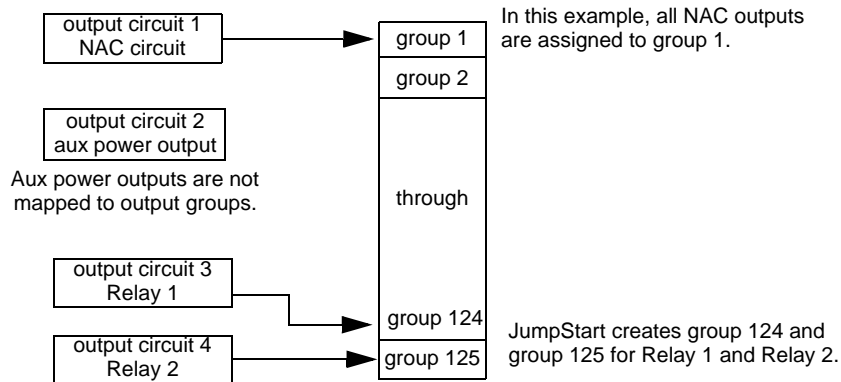 output circuit 1
NAC circuit
group 1
In this example, all NAC outputs
are assigned to group 1.
group 2
output circuit 2
aux power output
Aux power outputs are not
mapped to output groups.
through
output circuit 3
Relay 1
group 124
output circuit 4
Relay 2
group 125
JumpStart creates group 124 and
group 125 for Relay 1 and Relay 2.